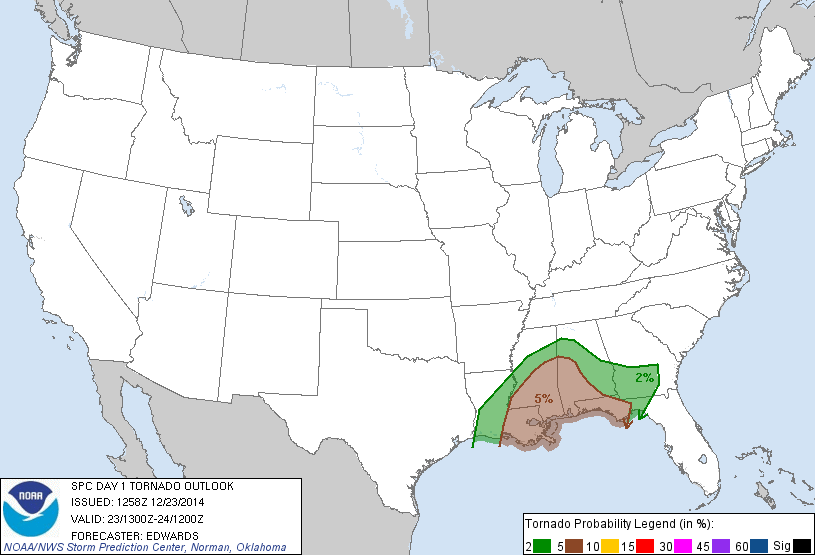 2%
5%
NOAA
SPC DAY 1 TORNADO OUTLOOK
ISSUED: 1258Z 12/23/2014
VALID: 23/1300Z-24/1200Z
FORECASTER: EDWARDS
NOAA/NWS Storm Prediction Center, Norman, Oklahoma
Tornado Probability Legend (in %):
2 5 10 15 30 45 60 Sig